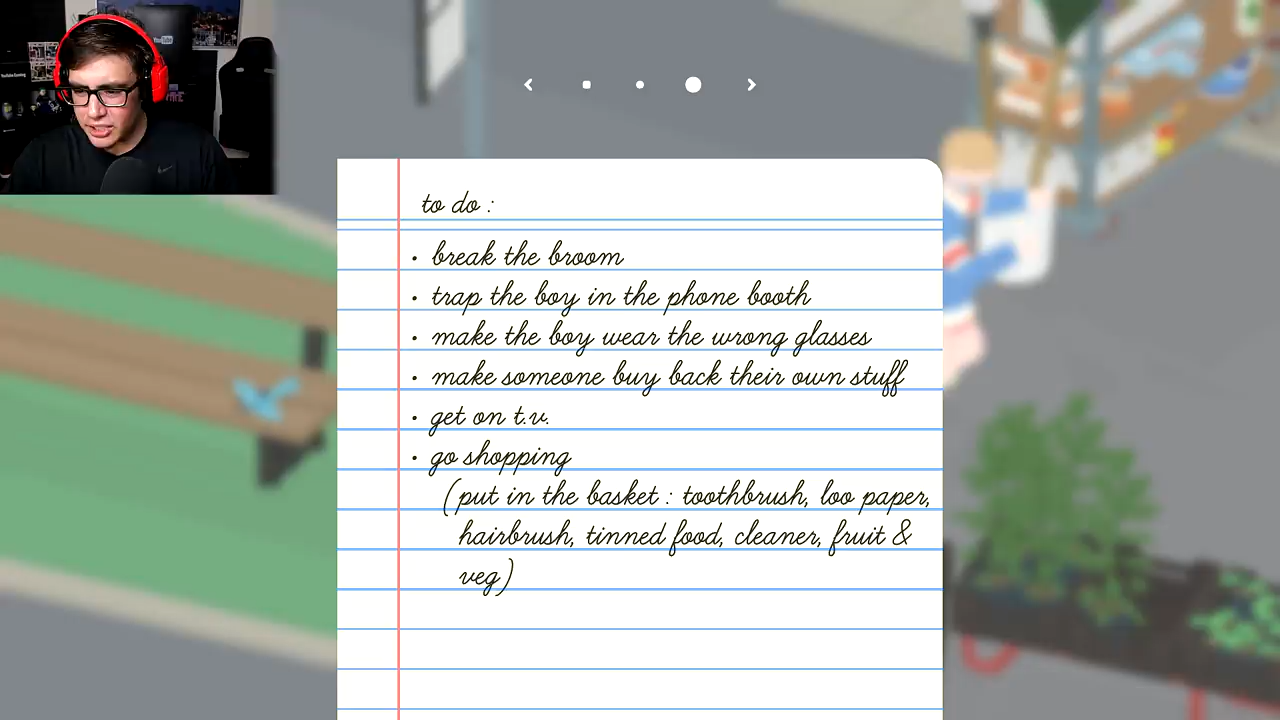 to do :
• break the broom
• trap the boy in the phone booth
• make the boy wear the wrong glasses
• make someone buy back their own stuff
• get on t.v.
• go shopping
(put in the basket : toothbrush, loo paper,
hairbrush, tinned food, cleaner, fruit &
veg)